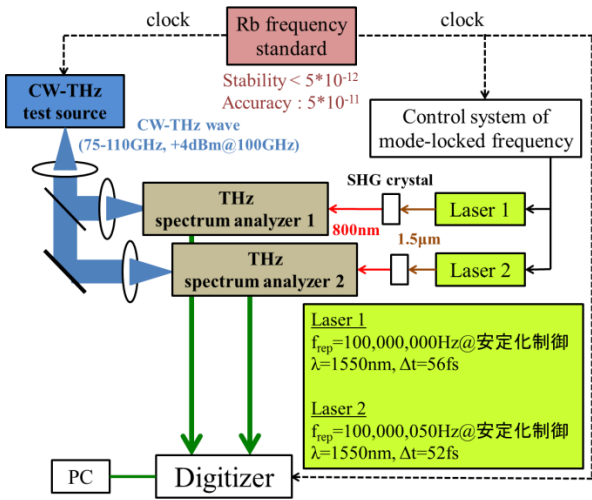 clock
Rb frequency
standard
clock
Stability < 5*10-12
Accuracy : 5*10-11
CW-THz
test source
CW-THz wave
(75-110GHz, +4dBm@100GHz)
Control system of
mode-locked frequency
SHG crystal
THz
spectrum analyzer 1
800nm
Laser 1
1.5μm
THz
spectrum analyzer 2
Laser 2
Laser 1
frep=100,000,000Hz@安定化制御
λ=1550nm, Δt=56fs
Laser 2
frep=100,000,050Hz@安定化制御
λ=1550nm, Δt=52fs
PC
Digitizer